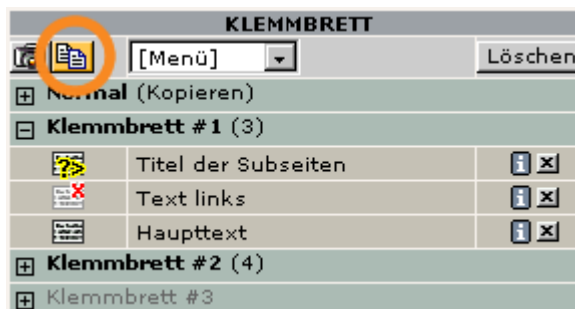 KLEMMBRETT
[Menü] Löschen
Normal (Kopieren)
Klemmbrett #1 (3)
?> Titel der Subseiten
Text links
Haupttext
Klemmbrett #2 (4)
Klemmbrett #3